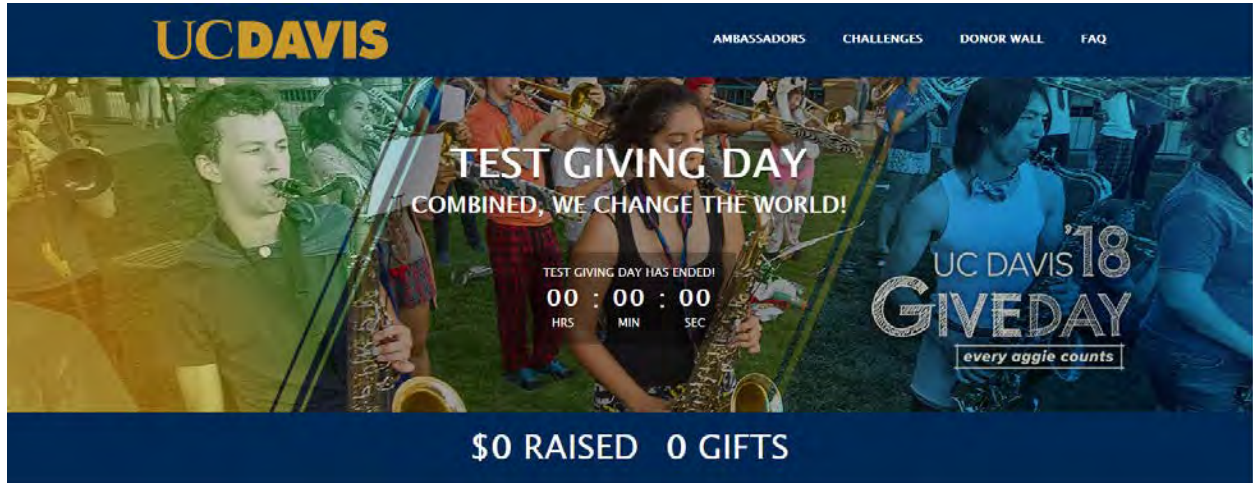 UCDAVIS
AMBASSADORS CHALLENGES DONOR WALL FAQ
TEST GIVING DAY
COMBINED, WE CHANGE THE WORLD!
TEST GIVING DAY HAS ENDED!
00 : 00 : 00
HRS MIN SEC
UC DAVIS '18
GIVEDAY
every aggie counts
$0 RAISED 0 GIFTS